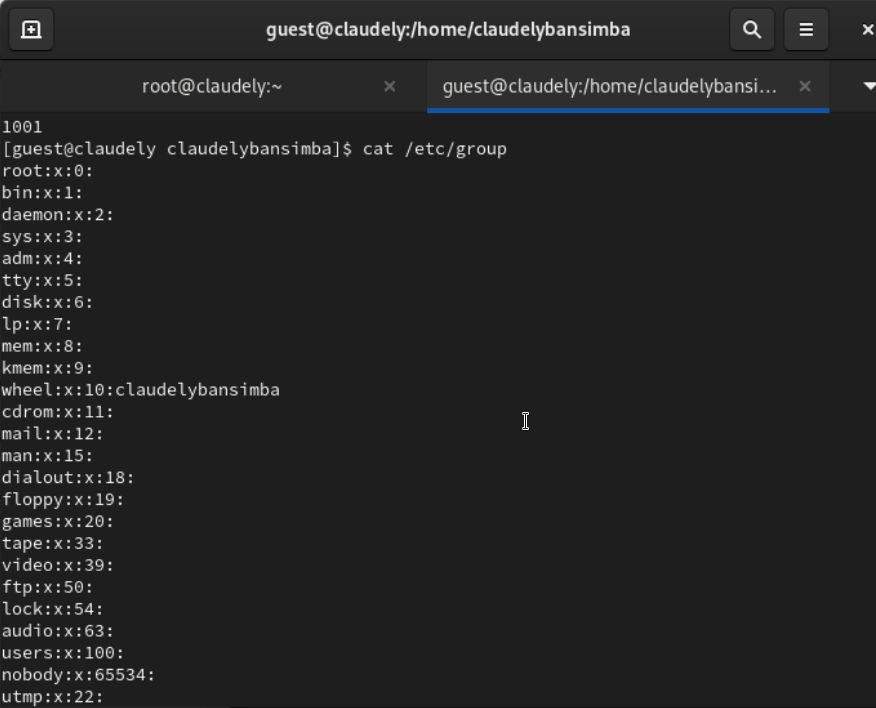 guest@claudely:/home/claudelybansimba
root@claudely:~
guest@claudely:/home/claudelybansi...
1001
[guest@claudely claudelybansimba]$ cat /etc/group
root:x:0:
bin:x:1:
daemon:x:2:
sys:x:3:
adm:x:4:
tty:x:5:
disk:x:6:
lp:x:7:
mem:x:8:
kmem:x:9:
wheel:x:10:claudelybansimba
cdrom:x:11:
mail:x:12:
man:x:15:
dialout:x:18:
floppy:x:19:
games:x:20:
tape:x:33:
video:x:39:
ftp:x:50:
lock:x:54:
audio:x:63:
users:x:100:
nobody:x:65534:
utmp:x:22: